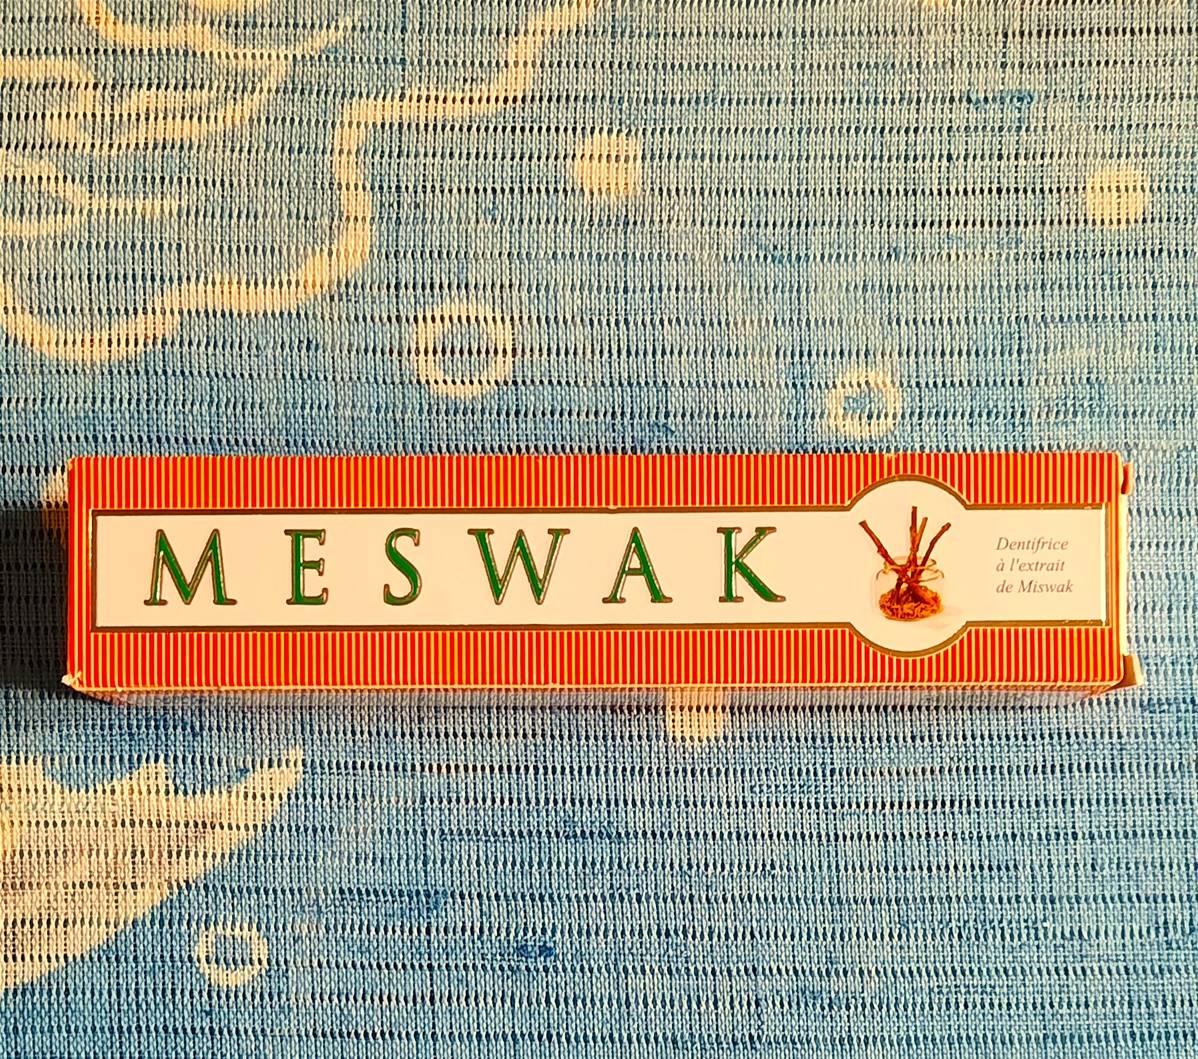 MESWAK
Dentifrice
à l'extrait
de Miswak